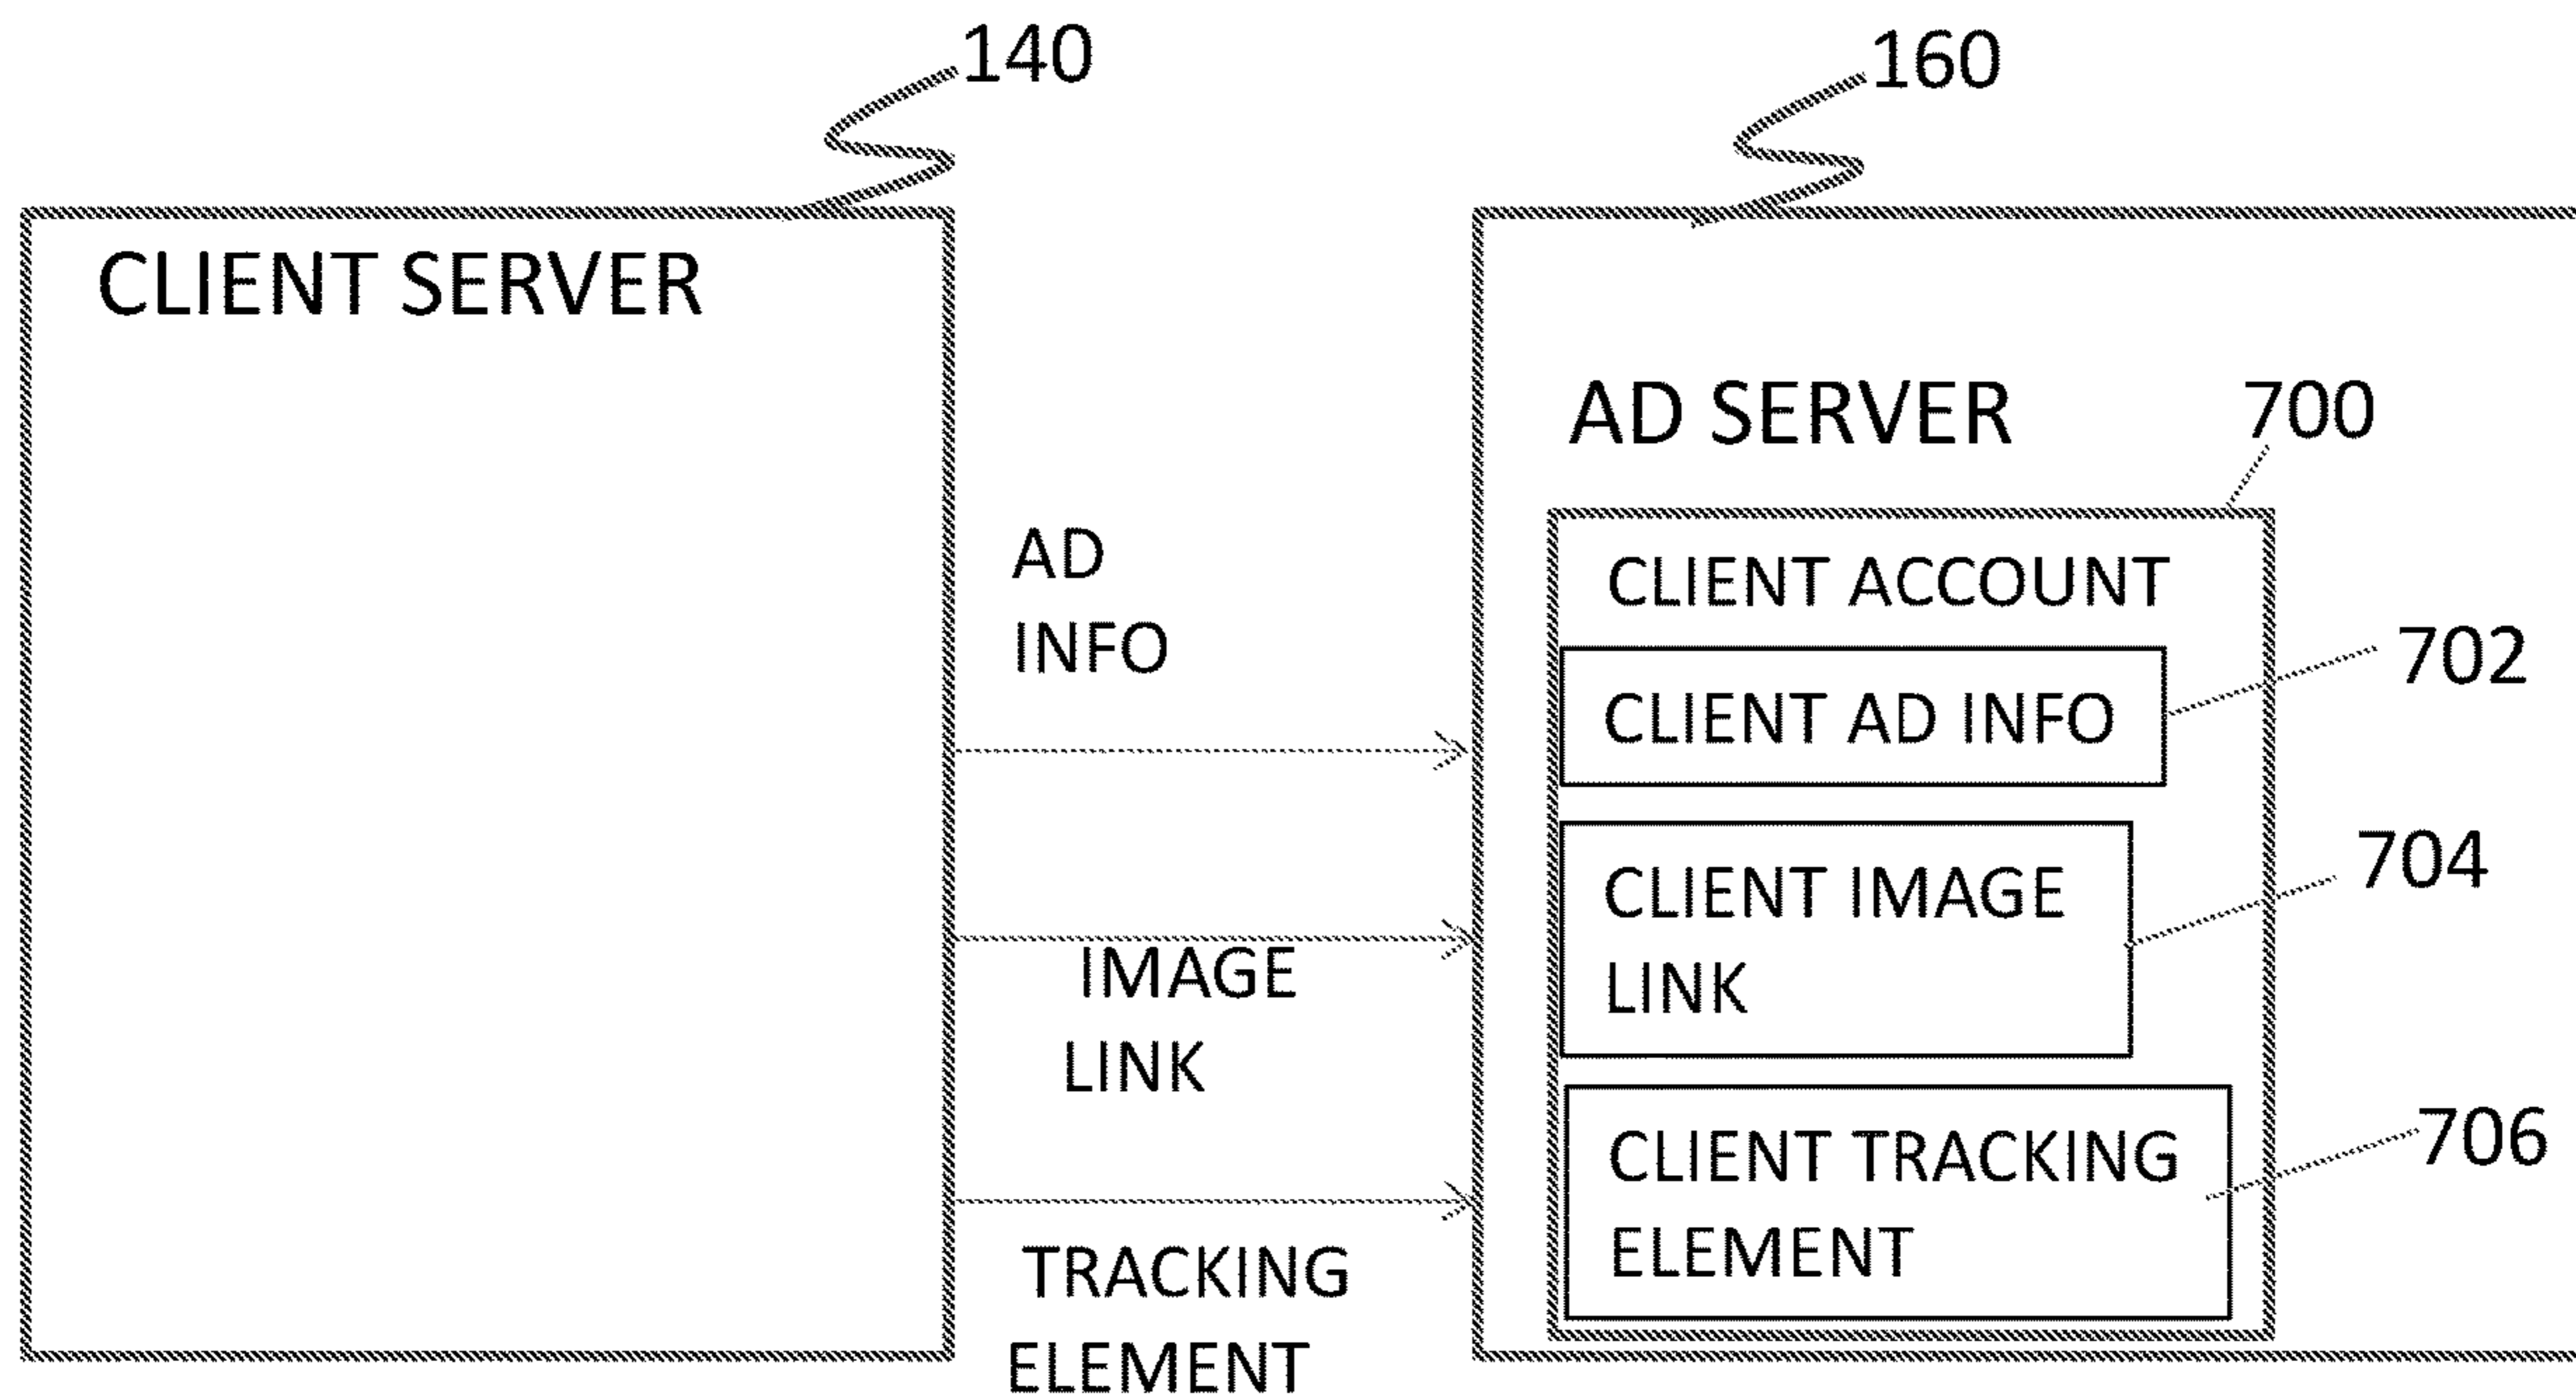 140
160
CLIENT SERVER
AD SERVER
700
AD
INFO
CLIENT ACCOUNT
702
CLIENT AD INFO
704
CLIENT IMAGE
LINK
IMAGE
LINK
706
CLIENT TRACKING
ELEMENT
TRACKING
ELEMENT